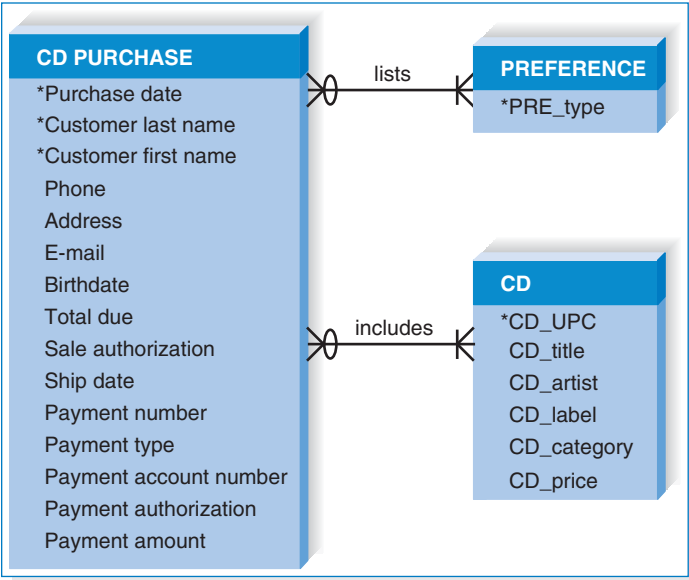 CD PURCHASE
*Purchase date
*Customer last name
*Customer first name
Phone
Address
E-mail
Birthdate
Total due
Sale authorization
Ship date
Payment number
Payment type
Payment account number
Payment authorization
Payment amount
lists
PREFERENCE
*PRE_type
includes
CD
*CD_UPC
CD_title
CD_artist
CD_label
CD_category
CD_price